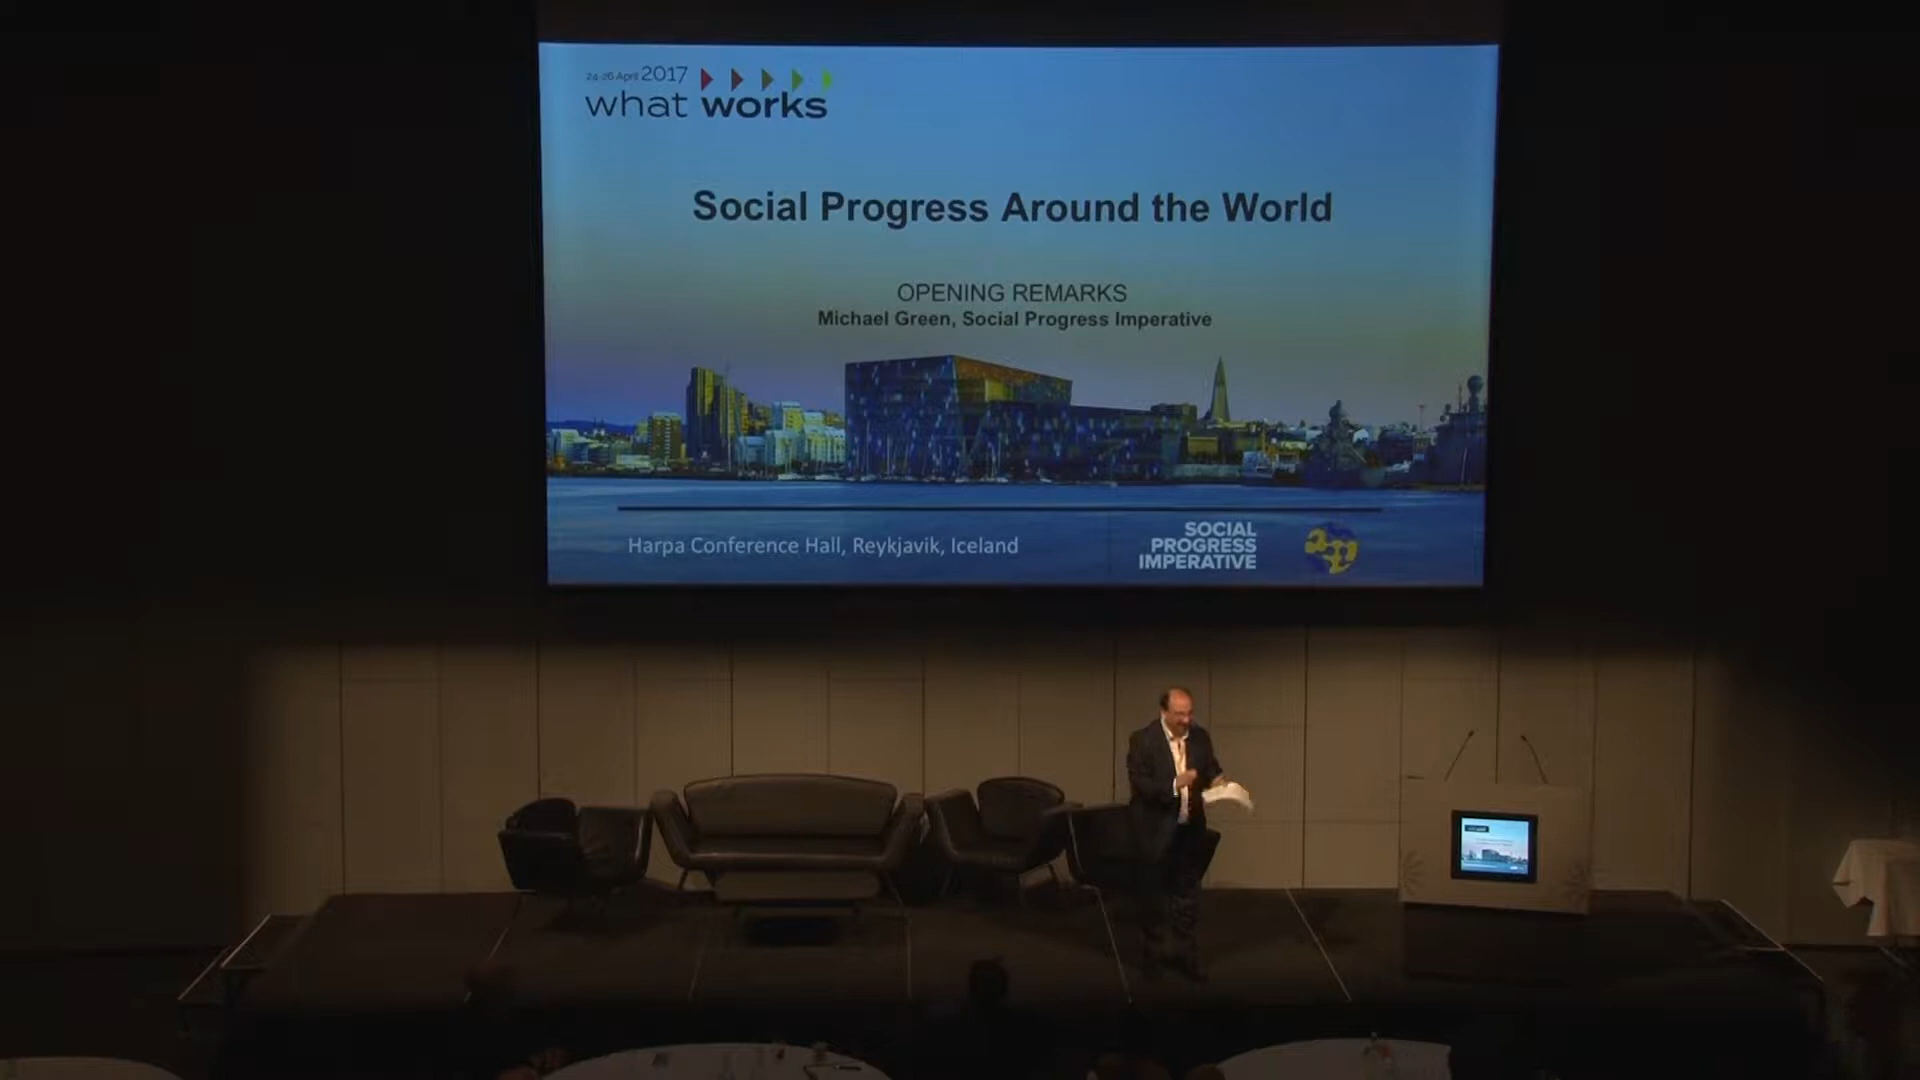 24-26 April 2017
what works
Social Progress Around the World
OPENING REMARKS
Michael Green, Social Progress Imperative
Harpa Conference Hall, Reykjavik, Iceland
SOCIAL
PROGRESS
IMPERATIVE